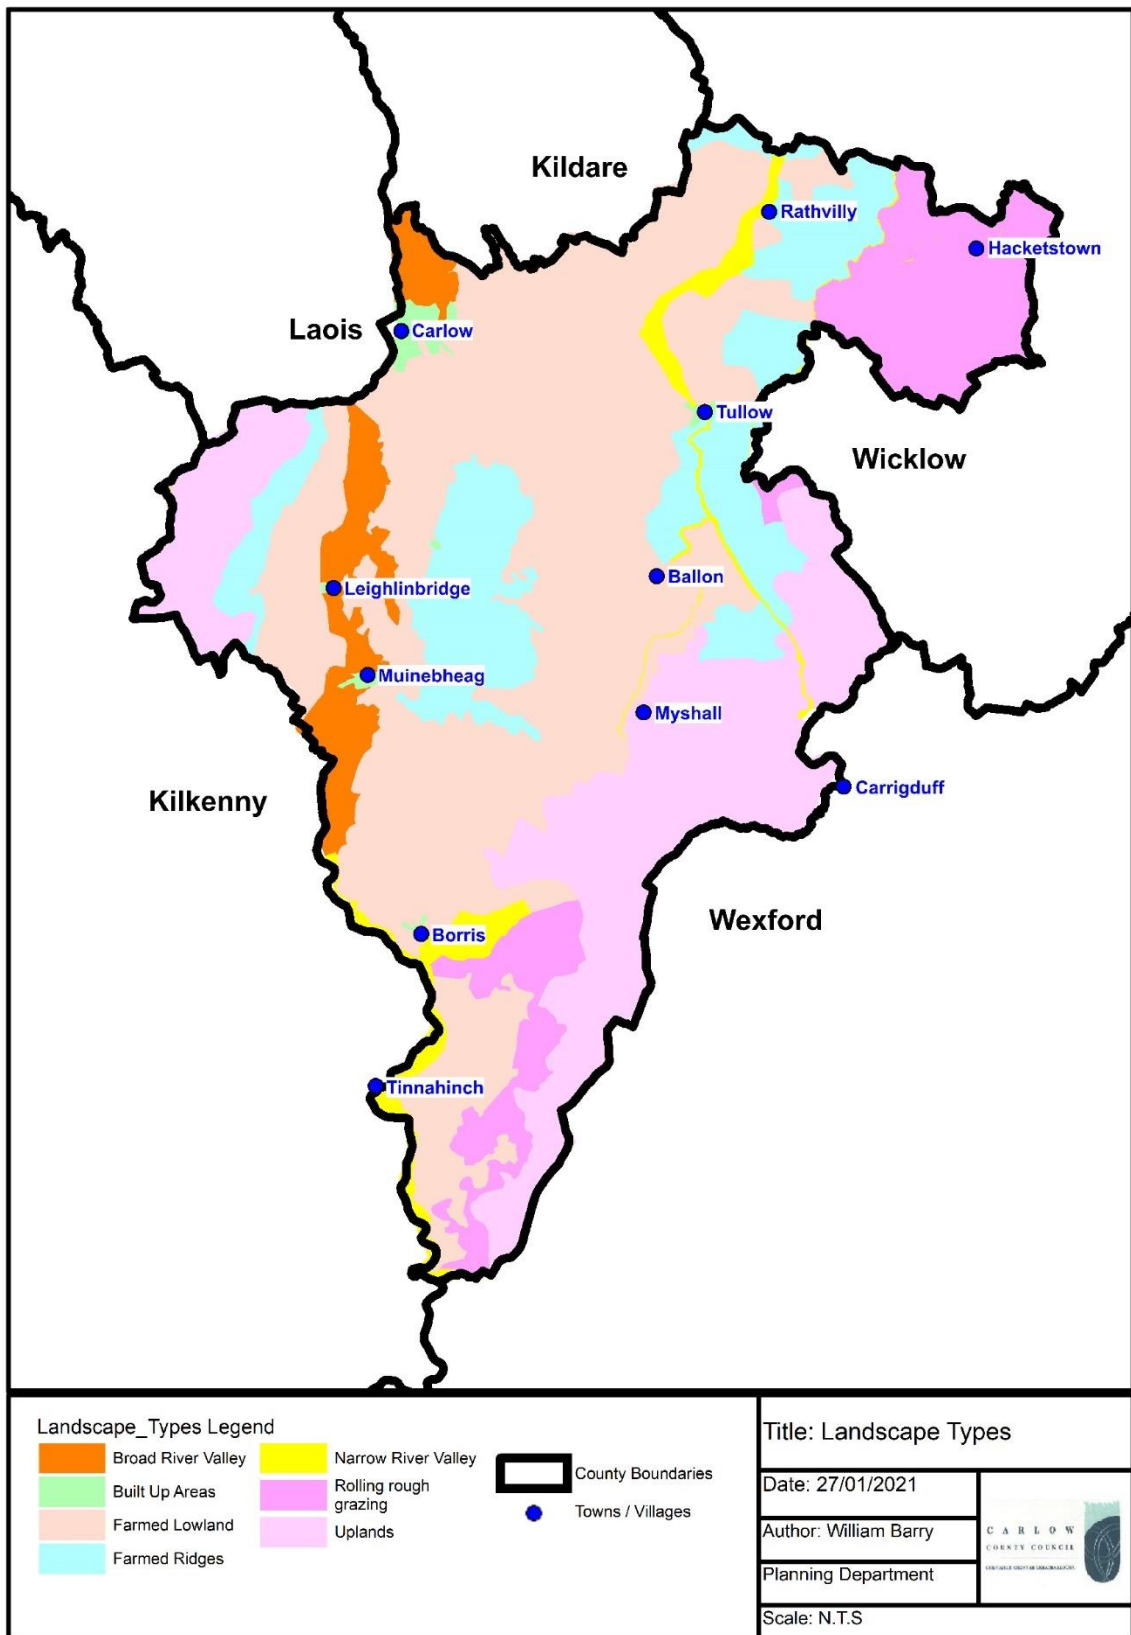 Kildare
Rathvilly
Hacketstown
Laois
Carlow
Tullow
Wicklow
Ballon
Leighlinbridge
Muinebheag
Myshall
Kilkenny
Carrigduff
Wexford
Borris
Tinnahinch
Landscape_Types Legend
Broad River Valley
Built Up Areas
Farmed Lowland
Farmed Ridges
Narrow River Valley
Rolling rough
grazing
Uplands
County Boundaries
Towns / Villages
Title: Landscape Types
Date: 27/01/2021
Author: William Barry
Planning Department
Scale: N.T.S
CARLOW
COUNTY COUNCIL